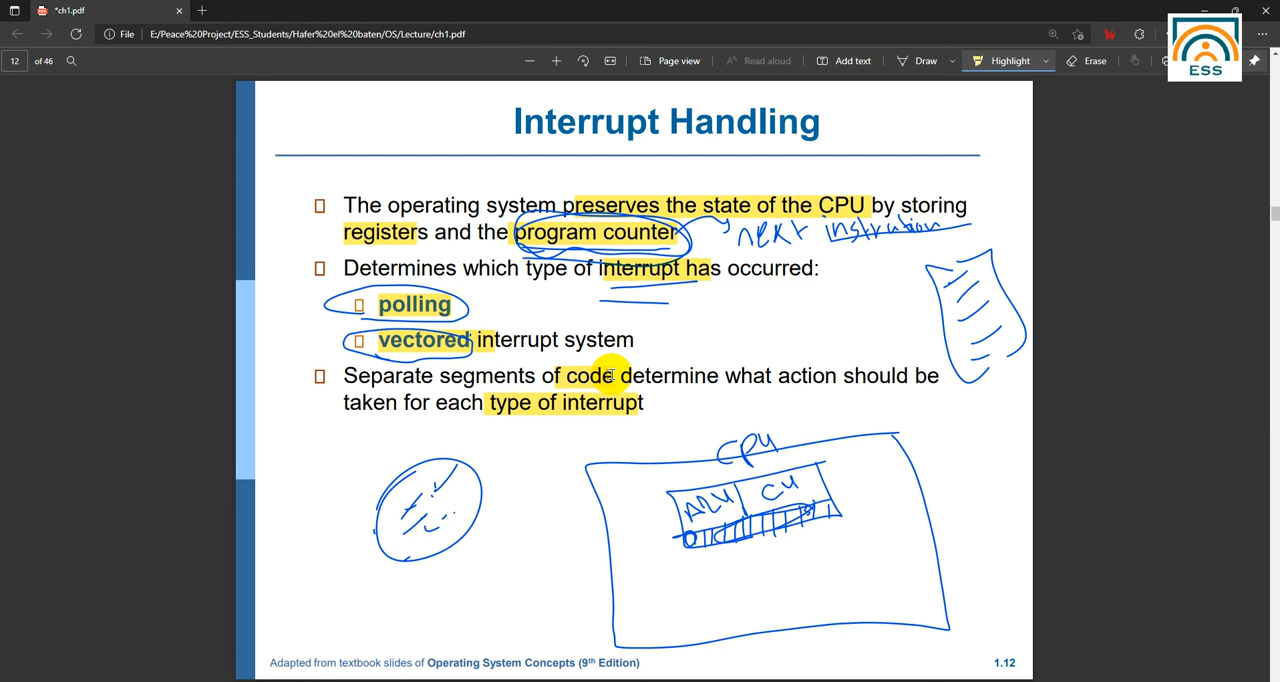 *ch1.pdf
File
E:/Peace%20Project/ESS_Students/Hafer%20el%20baten/OS/Lecture/ch1.pdf
12 of 46
Page view
Read aloud
Add text
Draw
Highlight
Erase
ESS
Interrupt Handling
The operating system preserves the state of the CPU by storing
registers and the program counter
next instrution
Determines which type of interrupt has occurred:
polling
vectored interrupt system
Separate segments of code determine what action should be
taken for each type of interrupt
CPU
ALU CU
Adapted from textbook slides of Operating System Concepts (9th Edition)
1.12